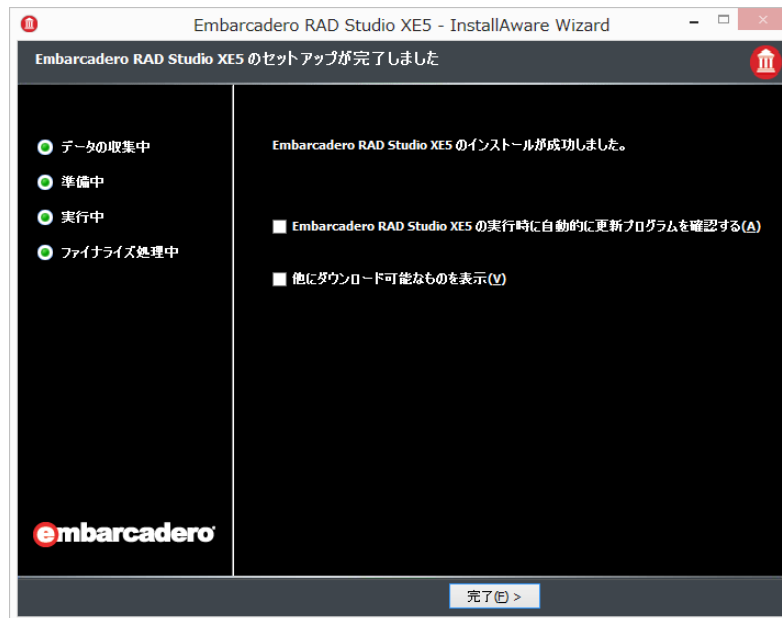 Embarcadero RAD Studio XE5 - InstallAware Wizard
Embarcadero RAD Studio XE5 のセットアップが完了しました
データの収集中
準備中
実行中
ファイナライズ処理中
Embarcadero RAD Studio XE5 のインストールが成功しました。
Embarcadero RAD Studio XE5 の実行時に自動的に更新プログラムを確認する(A)
他にダウンロード可能なものを表示(V)
embarcadero
完了(F) >